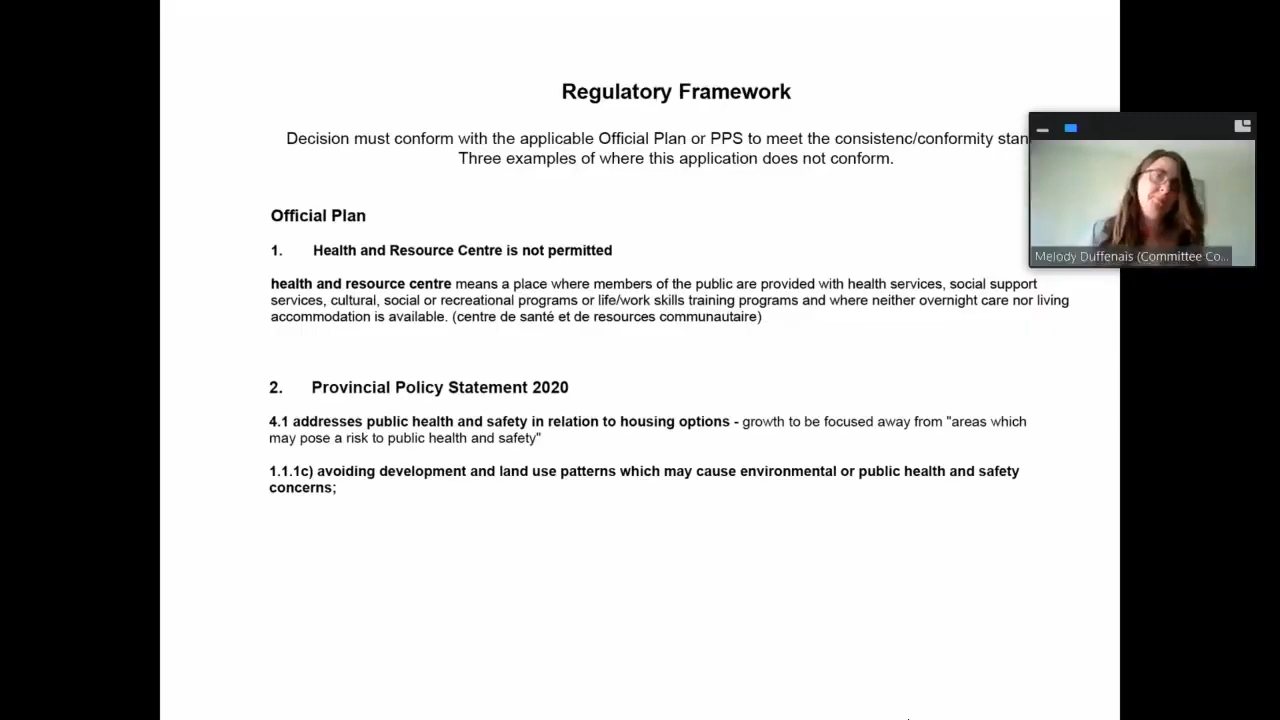 Regulatory Framework
Decision must conform with the applicable Official Plan or PPS to meet the consistenc/conformity stan
Three examples of where this application does not conform.
Official Plan
1. Health and Resource Centre is not permitted
health and resource centre means a place where members of the public are provided with health services, social support
services, cultural, social or recreational programs or life/work skills training programs and where neither overnight care nor living
accommodation is available. (centre de santé et de resources communautaire)
2. Provincial Policy Statement 2020
4.1 addresses public health and safety in relation to housing options - growth to be focused away from "areas which
may pose a risk to public health and safety"
1.1.1c) avoiding development and land use patterns which may cause environmental or public health and safety
concerns;
Melody Duffenais (Committee Co...